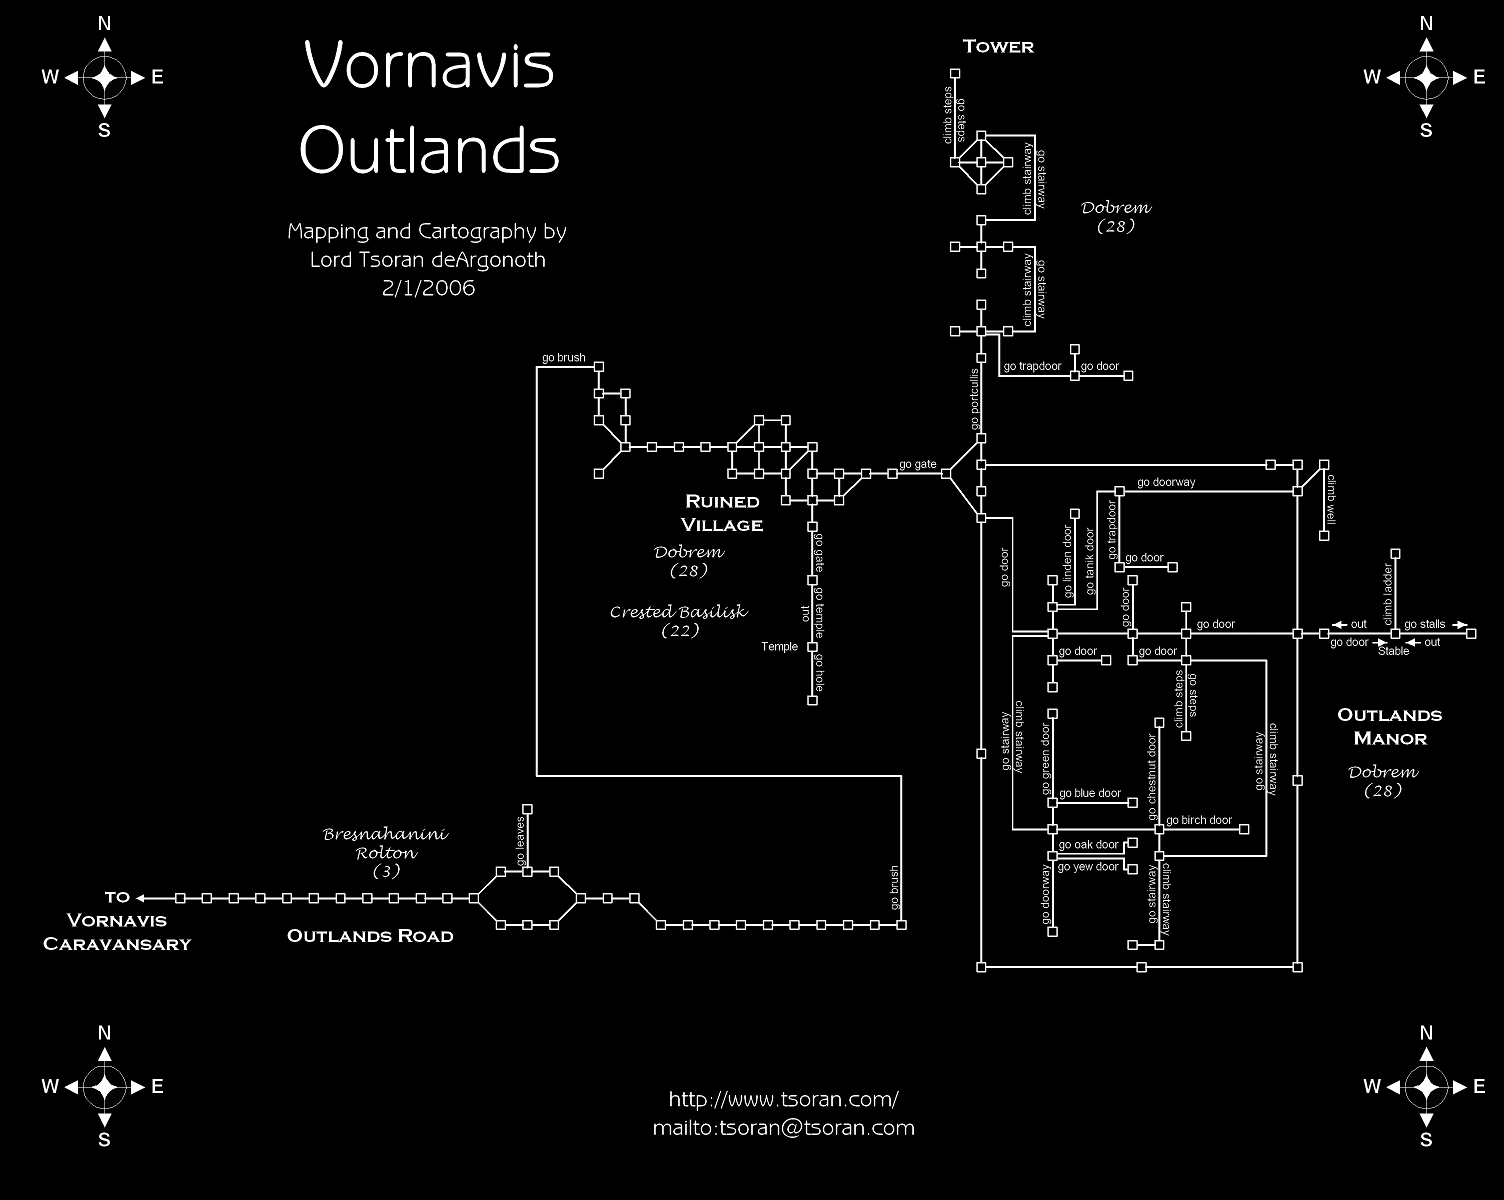 N
W E
S
Vornavis
Outlands
Mapping and Cartography by
Lord Tsoran deArgonoth
2/1/2006
N
W E
S
TOWER
climb steps
go steps
climb stairway
go stairway
Dobrem
(28)
climb stairway
go stairway
go trapdoor
go door
go portcullis
go brush
go gate
RUINED
VILLAGE
Dobrem
(28)
Crested Basilisk
(22)
go gate
go temple
out
Temple
go hole
go doorway
climb well
go linden door
go tanik door
go trapdoor
go door
go door
go door
go door
go door
go door
climb steps
go steps
out
go door
Stable
climb ladder
go stalls
out
OUTLANDS
MANOR
Dobrem
(28)
go stairway
climb stairway
go green door
go blue door
go chestnut door
go birch door
go stairway
climb stairway
go oak door
go yew door
go doorway
go stairway
climb stairway
go brush
Bresnahanini
Rolton
(3)
go leaves
TO
VORNAVIS
CARAVANSARY
OUTLANDS ROAD
N
W E
S
http://www.tsoran.com/
mailto:tsoran@tsoran.com
N
W E
S